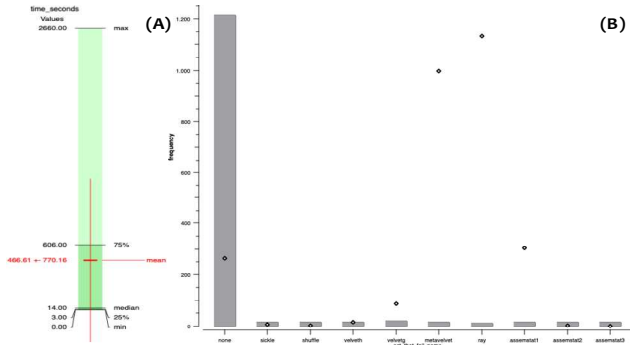 time_seconds
Values
(A)
2660.00 max
606.00 75%
466.61 +- 770.16 mean
14.00 median
3.00 25%
0.00 min
(B)
frequency
1.200
1.000
800
600
400
200
0
none sickle shuffle velveth velvetg metavelvet ray assemstat1 assemstat2 assemstat3